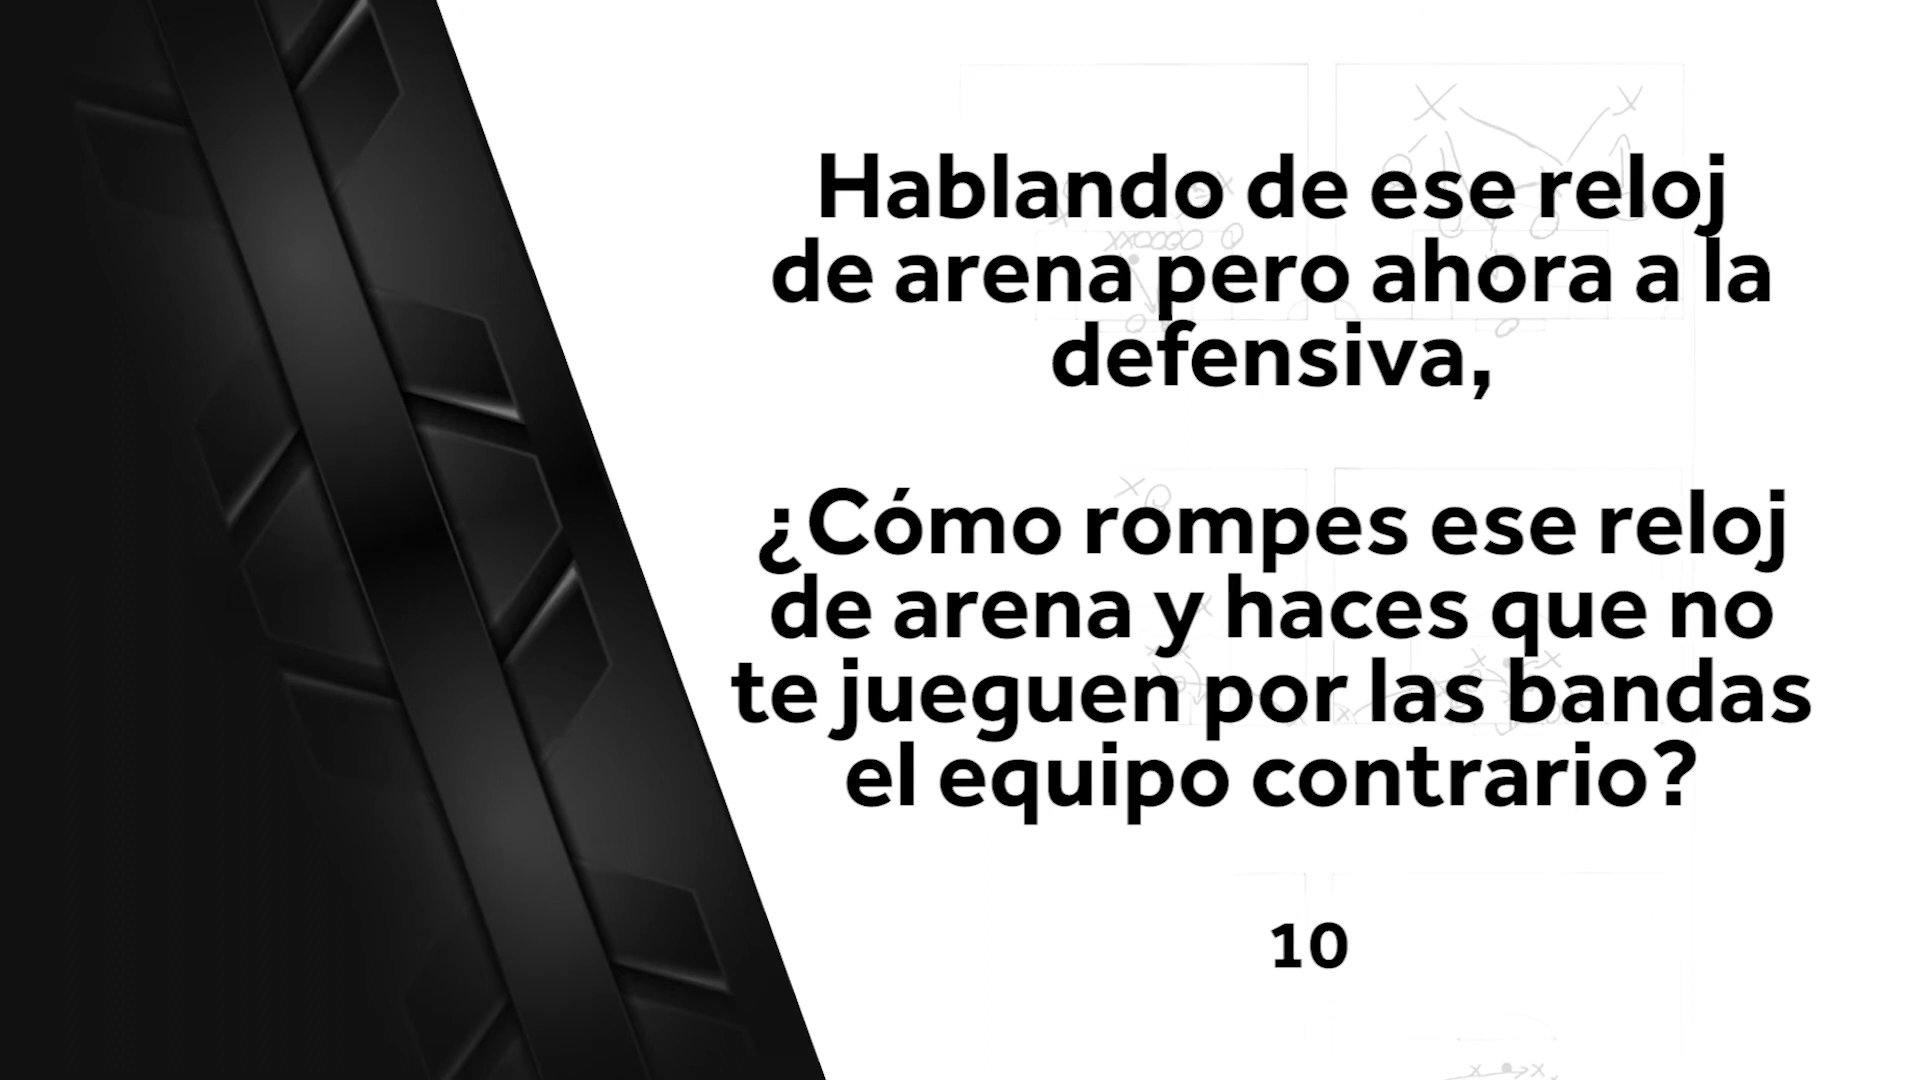 Hablando de ese reloj
de arena pero ahora a la
defensiva,
¿Cómo rompes ese reloj
de arena y haces que no
te jueguen por las bandas
el equipo contrario?
10